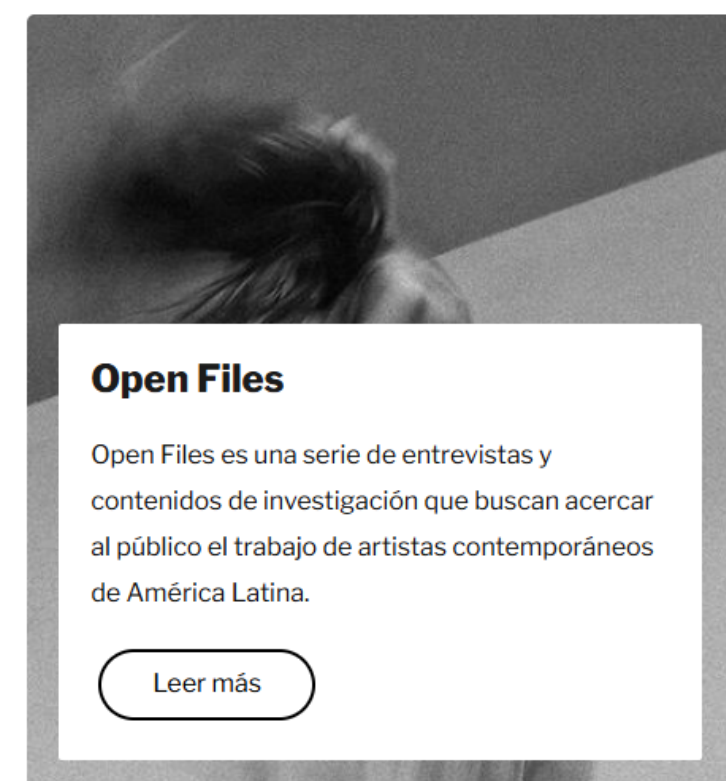 Open Files
Open Files es una serie de entrevistas y
contenidos de investigación que buscan acercar
al público el trabajo de artistas contemporáneos
de América Latina.
Leer más